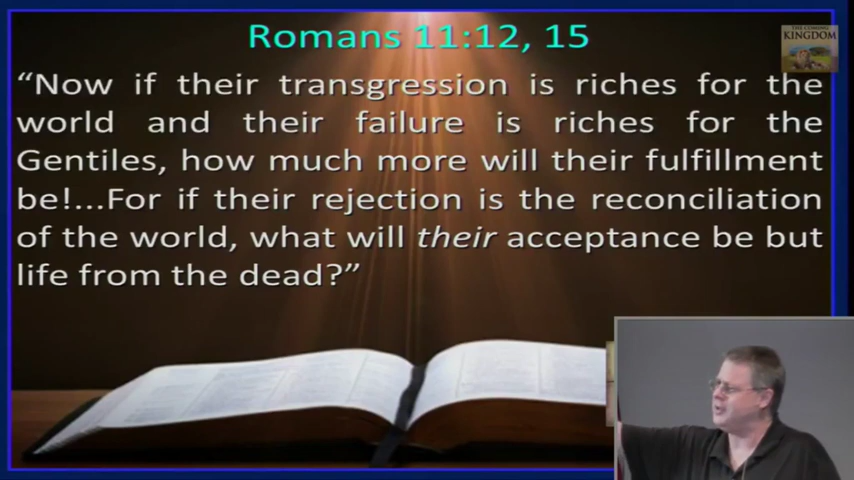 Romans 11:12, 15
THE COMING
KINGDOM
“Now if their transgression is riches for the
world and their failure is riches for the
Gentiles, how much more will their fulfillment
be!...For if their rejection is the reconciliation
of the world, what will their acceptance be but
life from the dead?”